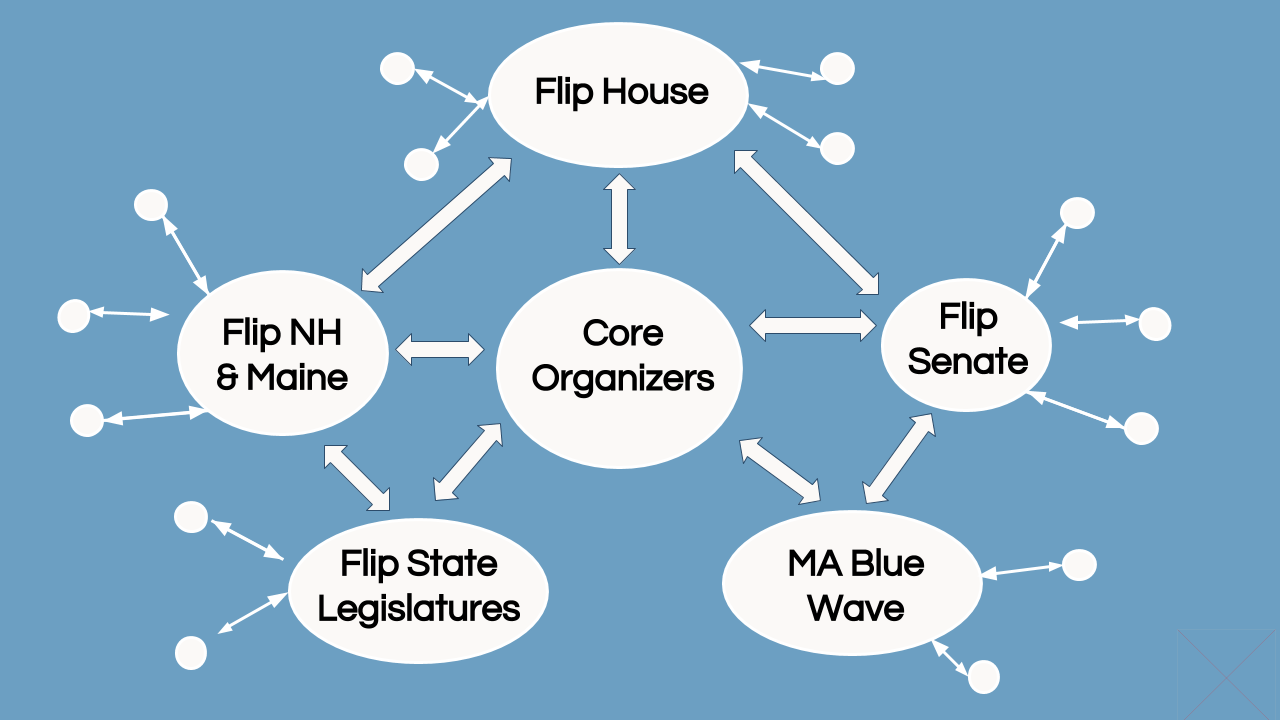 Flip House
Flip NH
& Maine
Core
Organizers
Flip
Senate
Flip State
Legislatures
MA Blue
Wave